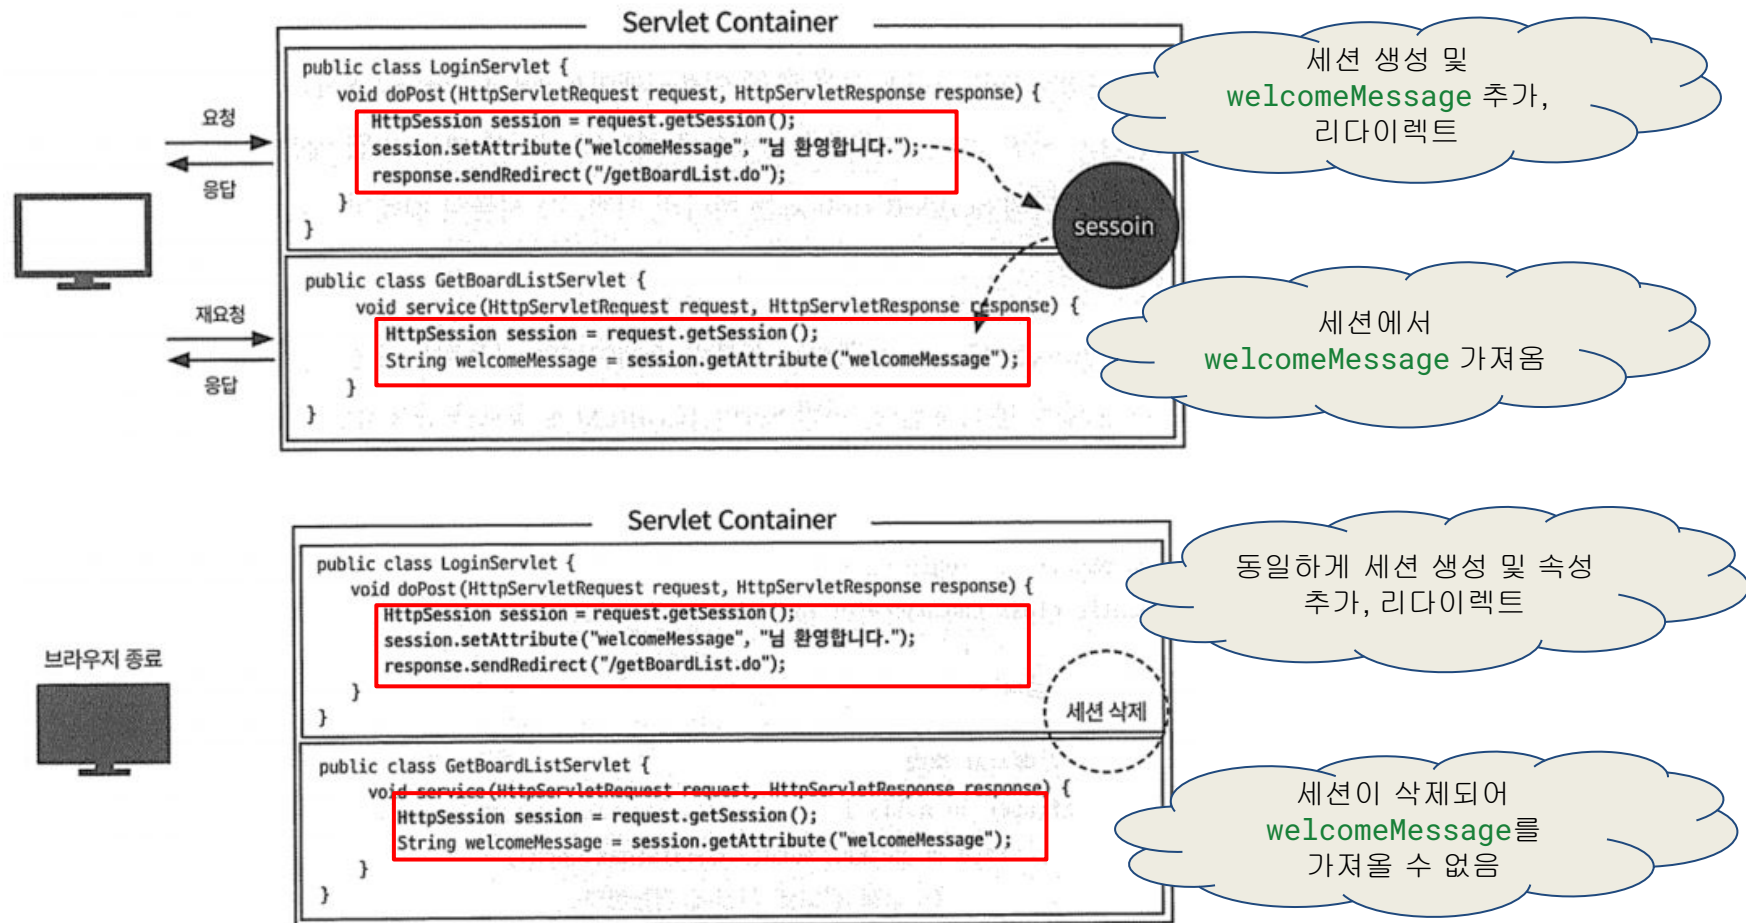 Servlet Container
public class LoginServlet {
void doPost(HttpServletRequest request, HttpServletResponse response) {
HttpSession session = request.getSession();
session.setAttribute("welcomeMessage", "님 환영합니다.");
response.sendRedirect("/getBoardList.do");
}
}
요청
응답
sessoin
세션 생성 및
welcomeMessage 추가,
리다이렉트
public class GetBoardListServlet {
void service(HttpServletRequest request, HttpServletResponse response) {
HttpSession session = request.getSession();
String welcomeMessage = session.getAttribute("welcomeMessage");
}
}
재요청
응답
세션에서
welcomeMessage 가져옴
Servlet Container
public class LoginServlet {
void doPost(HttpServletRequest request, HttpServletResponse response) {
HttpSession session = request.getSession();
session.setAttribute("welcomeMessage", "님 환영합니다.");
response.sendRedirect("/getBoardList.do");
}
}
브라우저 종료
세션 삭제
동일하게 세션 생성 및 속성
추가, 리다이렉트
public class GetBoardListServlet {
void service(HttpServletRequest request, HttpServletResponse response) {
HttpSession session = request.getSession();
String welcomeMessage = session.getAttribute("welcomeMessage");
}
}
세션이 삭제되어
welcomeMessage를
가져올 수 없음